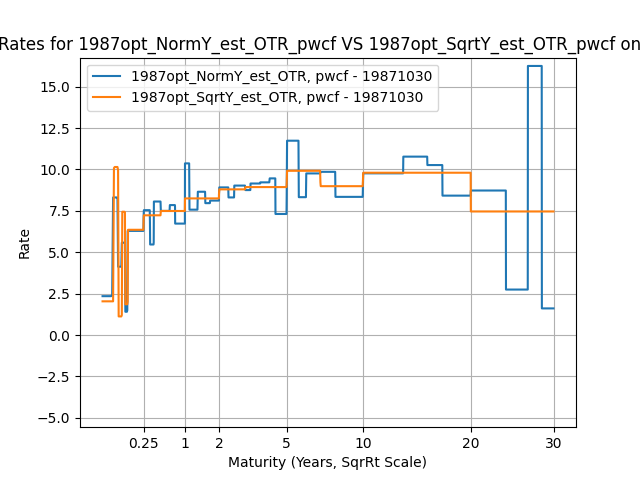 Rates for 1987opt_NormY_est_OTR_pwcf VS 1987opt_SqrtY_est_OTR_pwcf on
1987opt_NormY_est_OTR, pwcf - 19871030
1987opt_SqrtY_est_OTR, pwcf - 19871030
15.0
12.5
10.0
7.5
5.0
2.5
0.0
−2.5
−5.0
Rate
0.25 1 2 5 10 20 30
Maturity (Years, SqrRt Scale)